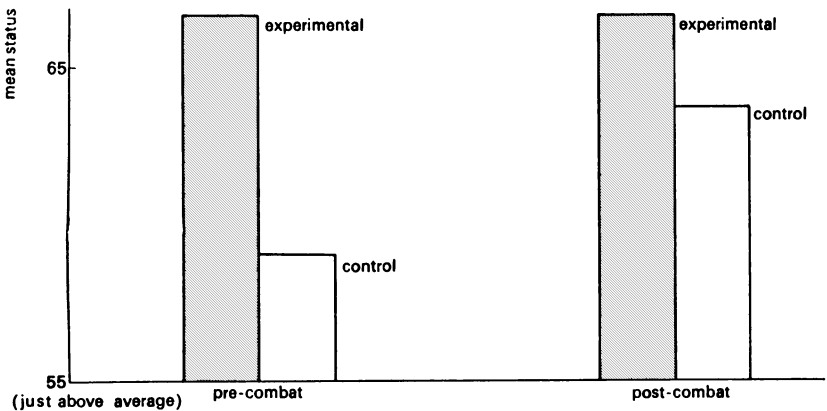 mean status
65
experimental
control
experimental
control
55
(just above average)
pre-combat
post-combat